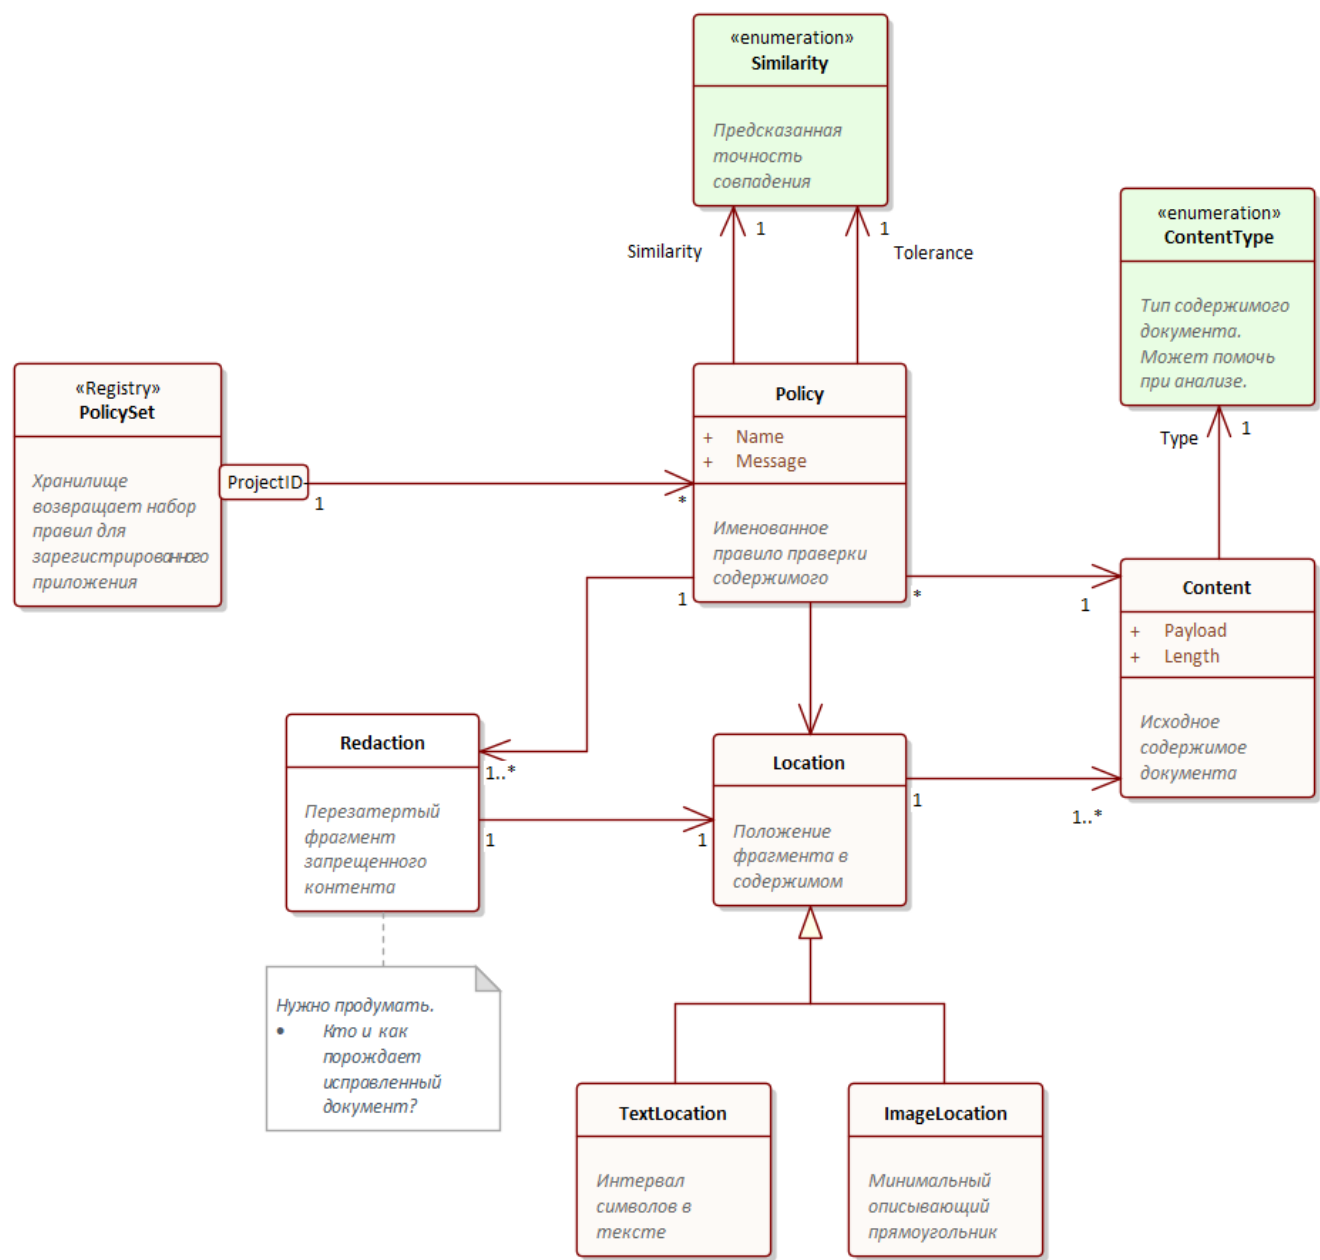 «enumeration»
Similarity
Предсказанная
точность
совпадения
1
1
Similarity
Tolerance
«enumeration»
ContentType
Тип содержимого
документа.
Может помочь
при анализе.
Type
1
«Registry»
PolicySet
Хранилище
возвращает набор
правил для
зарегистрированного
приложения
ProjectID
1
*
Policy
+ Name
+ Message
Именованное
правило проверки
содержимого
1
*
1
Content
+ Payload
+ Length
Исходное
содержимое
документа
Redaction
Перезатертый
фрагмент
запрещенного
контента
1..*
1
1
Location
Положение
фрагмента в
содержимом
1
1..*
Нужно продумать.
• Кто и как
порождает
исправленный
документ?
TextLocation
Интервал
символов в
тексте
ImageLocation
Минимальный
описывающий
прямоугольник